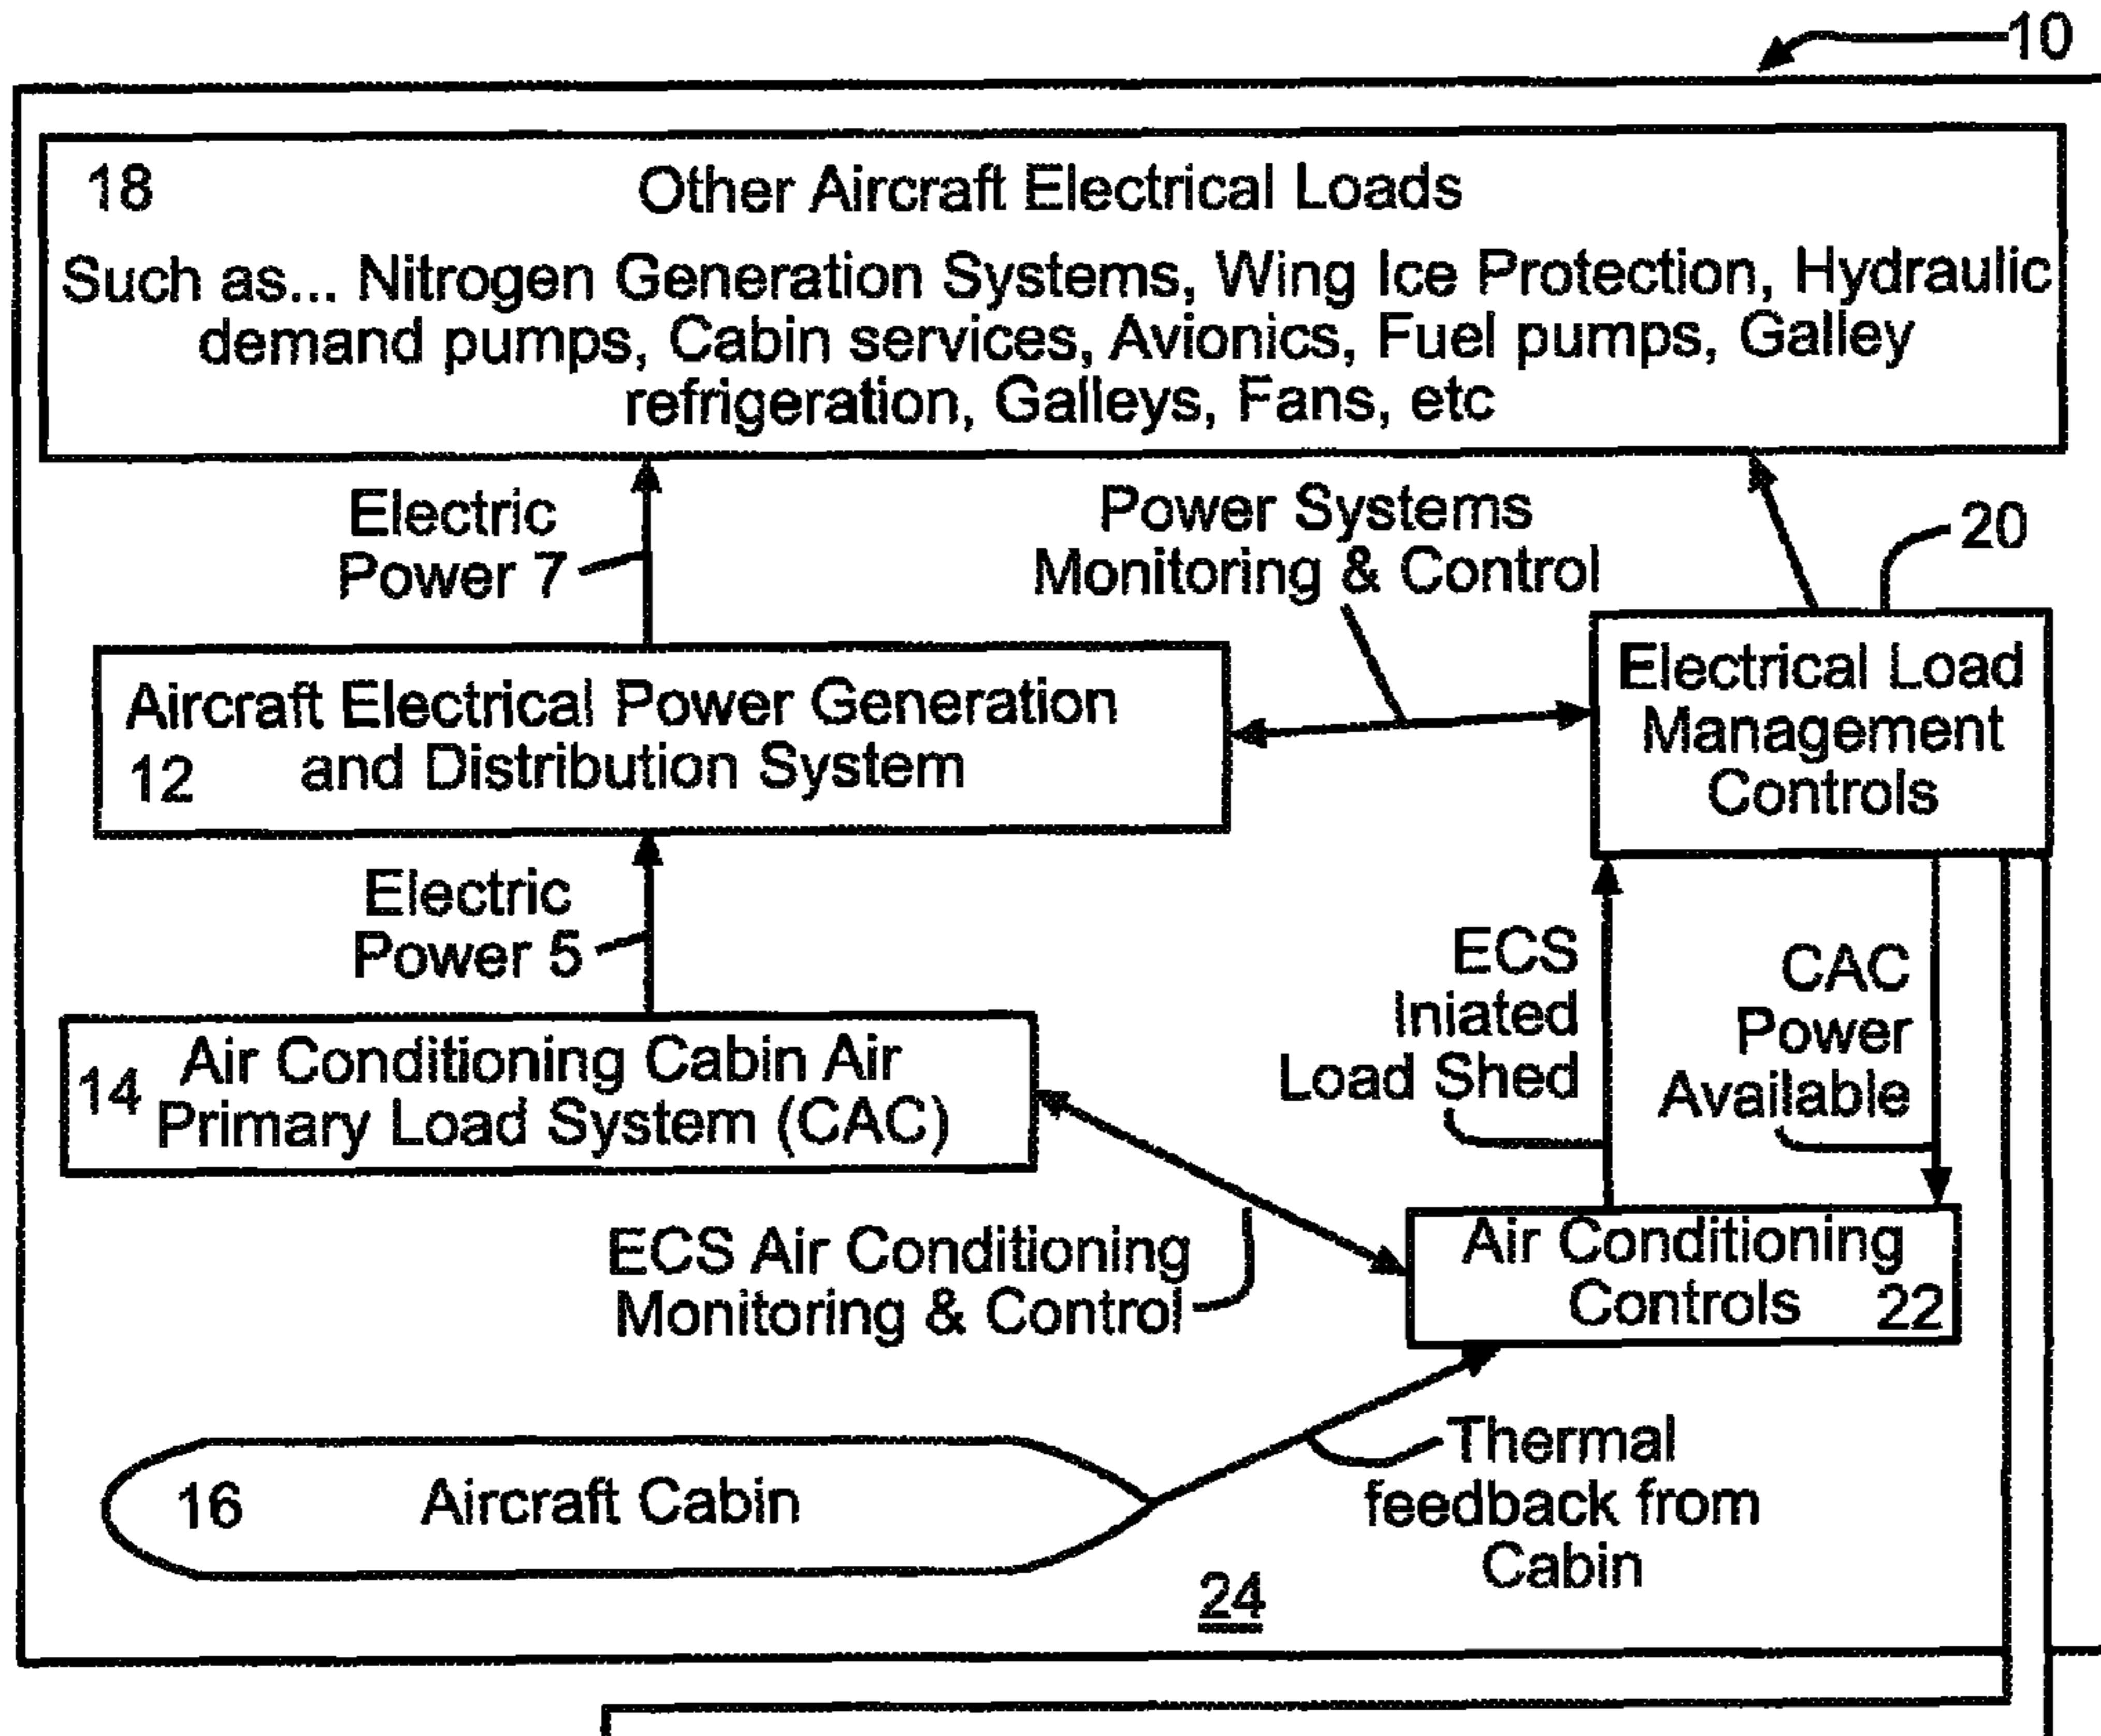 10
18
Other Aircraft Electrical Loads
Such as... Nitrogen Generation Systems, Wing Ice Protection, Hydraulic
demand pumps, Cabin services, Avionics, Fuel pumps, Galley
refrigeration, Galleys, Fans, etc
Electric
Power 7
Power Systems
Monitoring & Control
20
Aircraft Electrical Power Generation
and Distribution System
12
Electrical Load
Management
Controls
Electric
Power 5
ECS
Iniated
Load Shed
CAC
Power
Available
14
Air Conditioning Cabin Air
Primary Load System (CAC)
ECS Air Conditioning
Monitoring & Control
Air Conditioning
Controls
22
16
Aircraft Cabin
Thermal
feedback from
Cabin
24